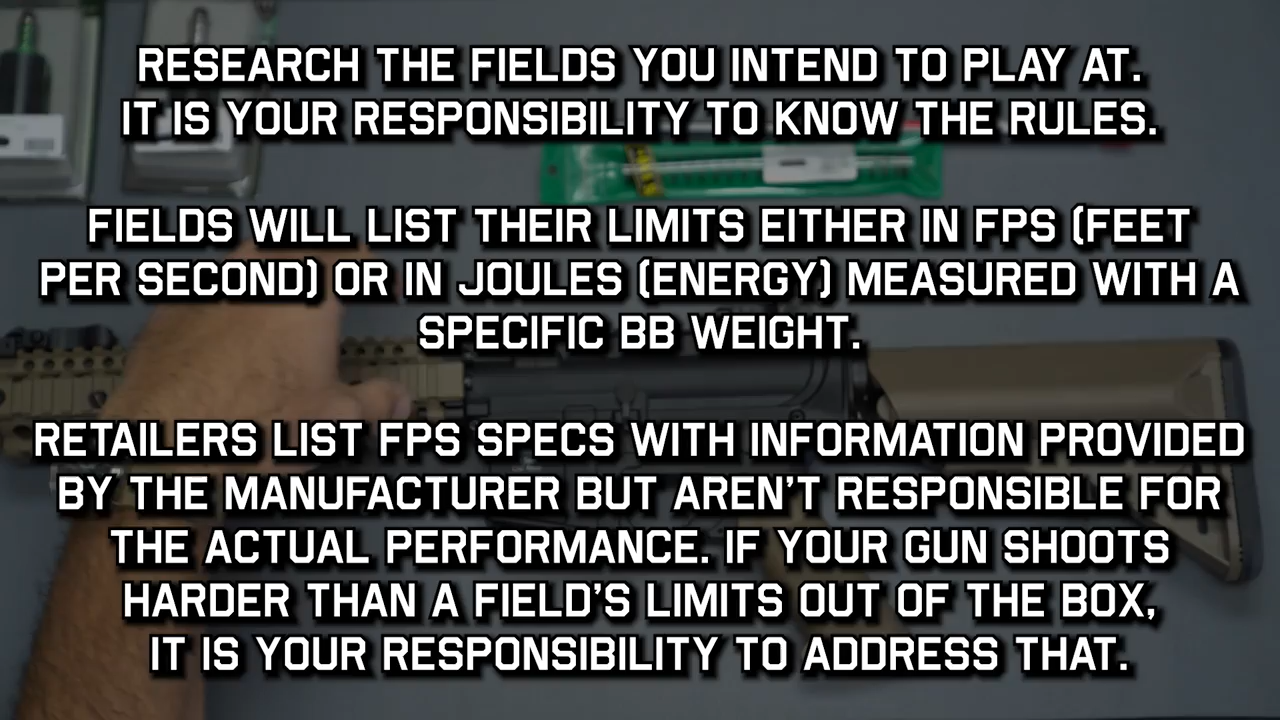 RESEARCH THE FIELDS YOU INTEND TO PLAY AT.
IT IS YOUR RESPONSIBILITY TO KNOW THE RULES.
FIELDS WILL LIST THEIR LIMITS EITHER IN FPS (FEET
PER SECOND) OR IN JOULES (ENERGY) MEASURED WITH A
SPECIFIC BB WEIGHT.
RETAILERS LIST FPS SPECS WITH INFORMATION PROVIDED
BY THE MANUFACTURER BUT AREN'T RESPONSIBLE FOR
THE ACTUAL PERFORMANCE. IF YOUR GUN SHOOTS
HARDER THAN A FIELD'S LIMITS OUT OF THE BOX,
IT IS YOUR RESPONSIBILITY TO ADDRESS THAT.